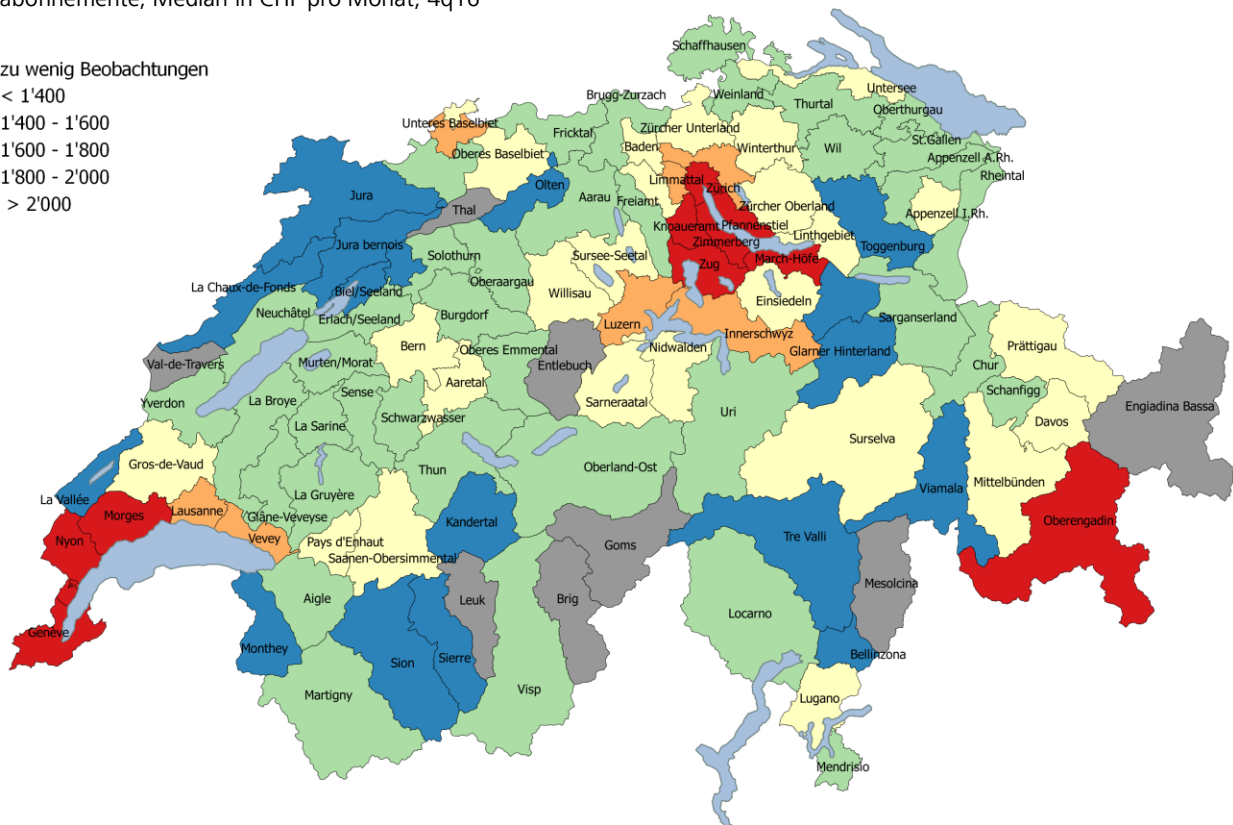 abonnemente, Median in CHF pro Monat, 4q16
zu wenig Beobachtungen
< 1'400
1'400 - 1'600
1'600 - 1'800
1'800 - 2'000
> 2'000
Schaffhausen
Untersee
Brugg-Zurzach
Weinland
Thurtal
Oberthurgau
Unteres Baselbiet
Fricktal
Zürcher Unterland
St.Gallen
Oberes Baselbiet
Baden
Winterthur
Wil
Appenzell A.Rh.
Rheintal
Jura
Olten
Aarau
Freiamt
Limmattal
Zürich
Thal
Zürcher Oberland
Appenzell I.Rh.
Knoaueramt
Pfannenstiel
Linthgebiet
Jura bernois
Zimmerberg
Toggenburg
Solothurn
Sursee-Seetal
Zug
March-Höfe
La Chaux-de-Fonds
Biel/Seeland
Oberaargau
Willisau
Einsiedeln
Neuchâtel
Erlach/Seeland
Burgdorf
Luzern
Innerschwyz
Sarganserland
Bern
Oberes Emmental
Nidwalden
Glarner Hinterland
Prättigau
Val-de-Travers
Murten/Morat
Entlebuch
Chur
Aaretal
Sense
Schanfigg
Yverdon
La Broye
Sarneraatal
Uri
Engiadina Bassa
La Sarine
Schwarzwasser
Davos
Surselva
Gros-de-Vaud
Thun
Oberland-Ost
Mittelbünden
Viamala
La Vallée
La Gruyère
Morges
Lausanne
Glâne-Veveyse
Kandertal
Oberengadin
Nyon
Vevey
Pays d'Enhaut
Tre Valli
Goms
Saanen-Obersimmental
Mesolcina
Aigle
Leuk
Brig
Locarno
Genève
Monthey
Sion
Sierre
Bellinzona
Martigny
Visp
Lugano
Mendrisio